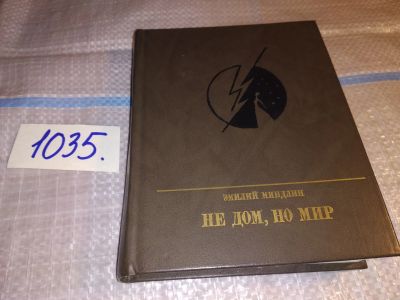 1035.
ЭМИЛИЙ МИНДЛИН
НЕ ДОМ, НО МИР